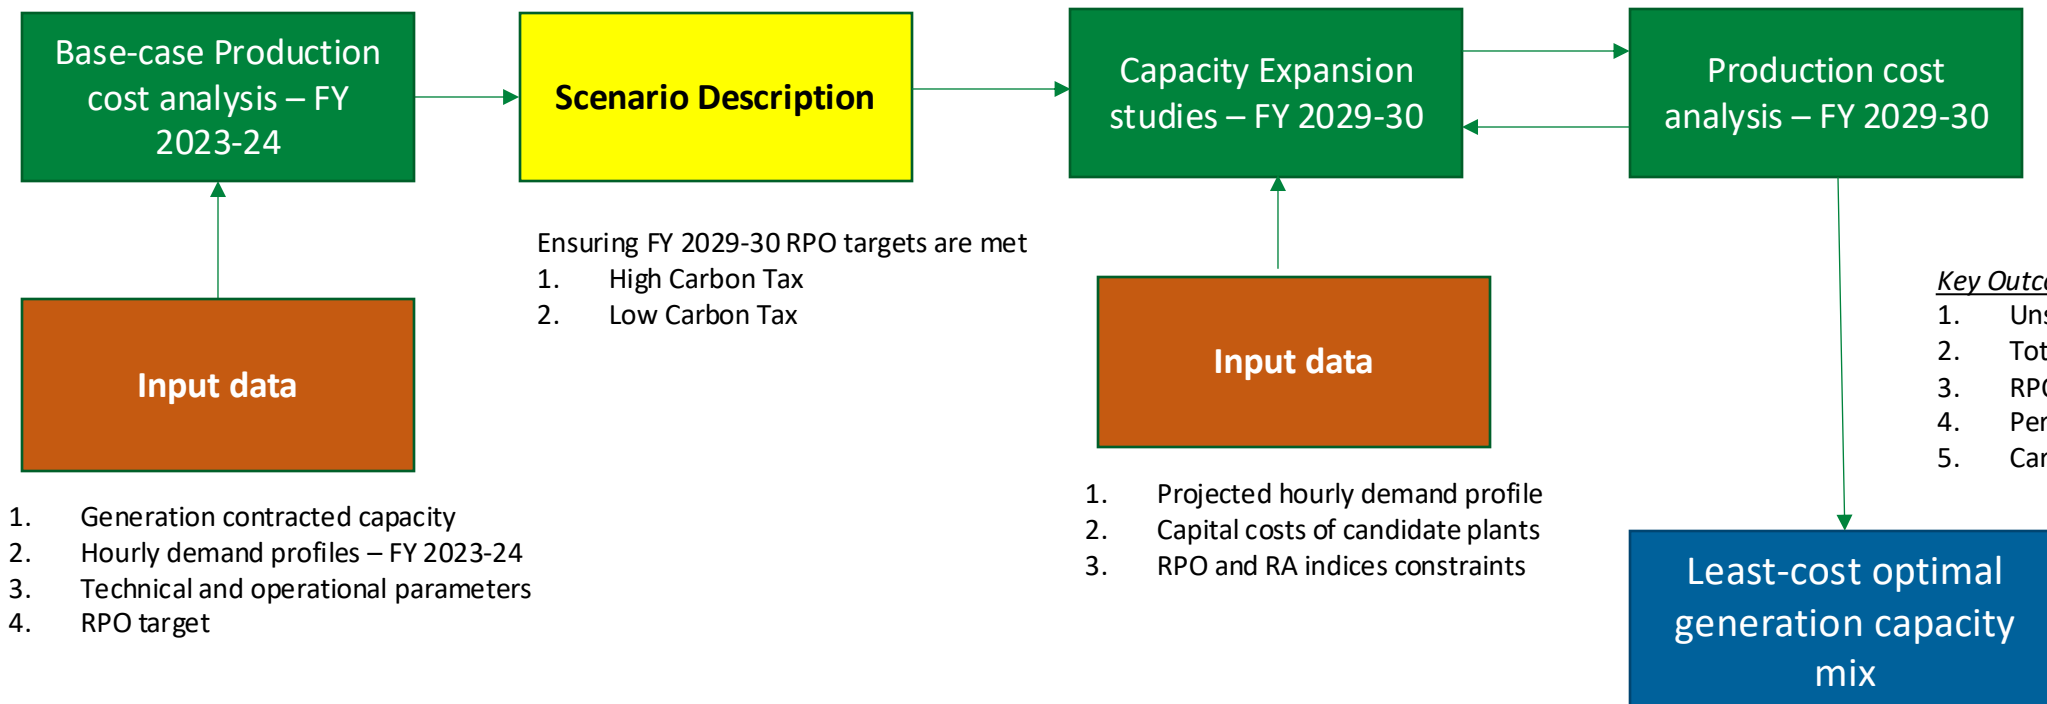 Base-case Production
cost analysis – FY
2023-24
Scenario Description
Capacity Expansion
studies – FY 2029-30
Production cost
analysis – FY 2029-30
Ensuring FY 2029-30 RPO targets are met
1. High Carbon Tax
2. Low Carbon Tax
Input data
1. Generation contracted capacity
2. Hourly demand profiles – FY 2023-24
3. Technical and operational parameters
4. RPO target
Input data
1. Projected hourly demand profile
2. Capital costs of candidate plants
3. RPO and RA indices constraints
Key
1.
2.
3.
4.
5.
Least-cost optimal
generation capacity
mix